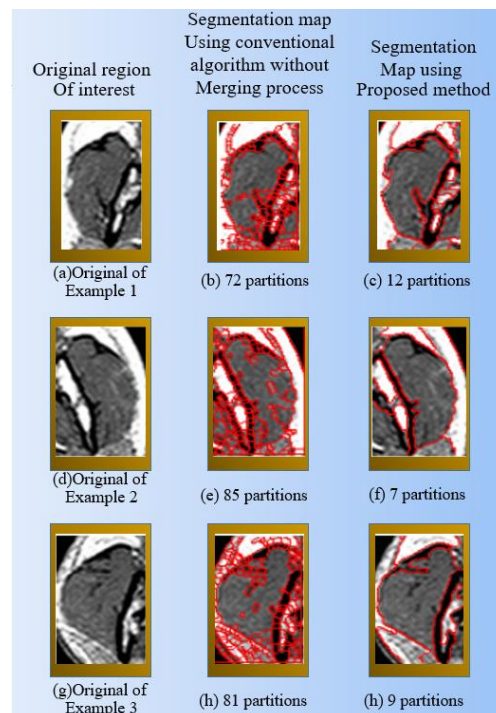 Original region
Of interest
Segmentation map
Using conventional
algorithm without
Merging process
Segmentation
Map using
Proposed method
(a)Original of
Example 1
(b) 72 partitions
(c) 12 partitions
(d)Original of
Example 2
(e) 85 partitions
(f) 7 partitions
(g)Original of
Example 3
(h) 81 partitions
(h) 9 partitions